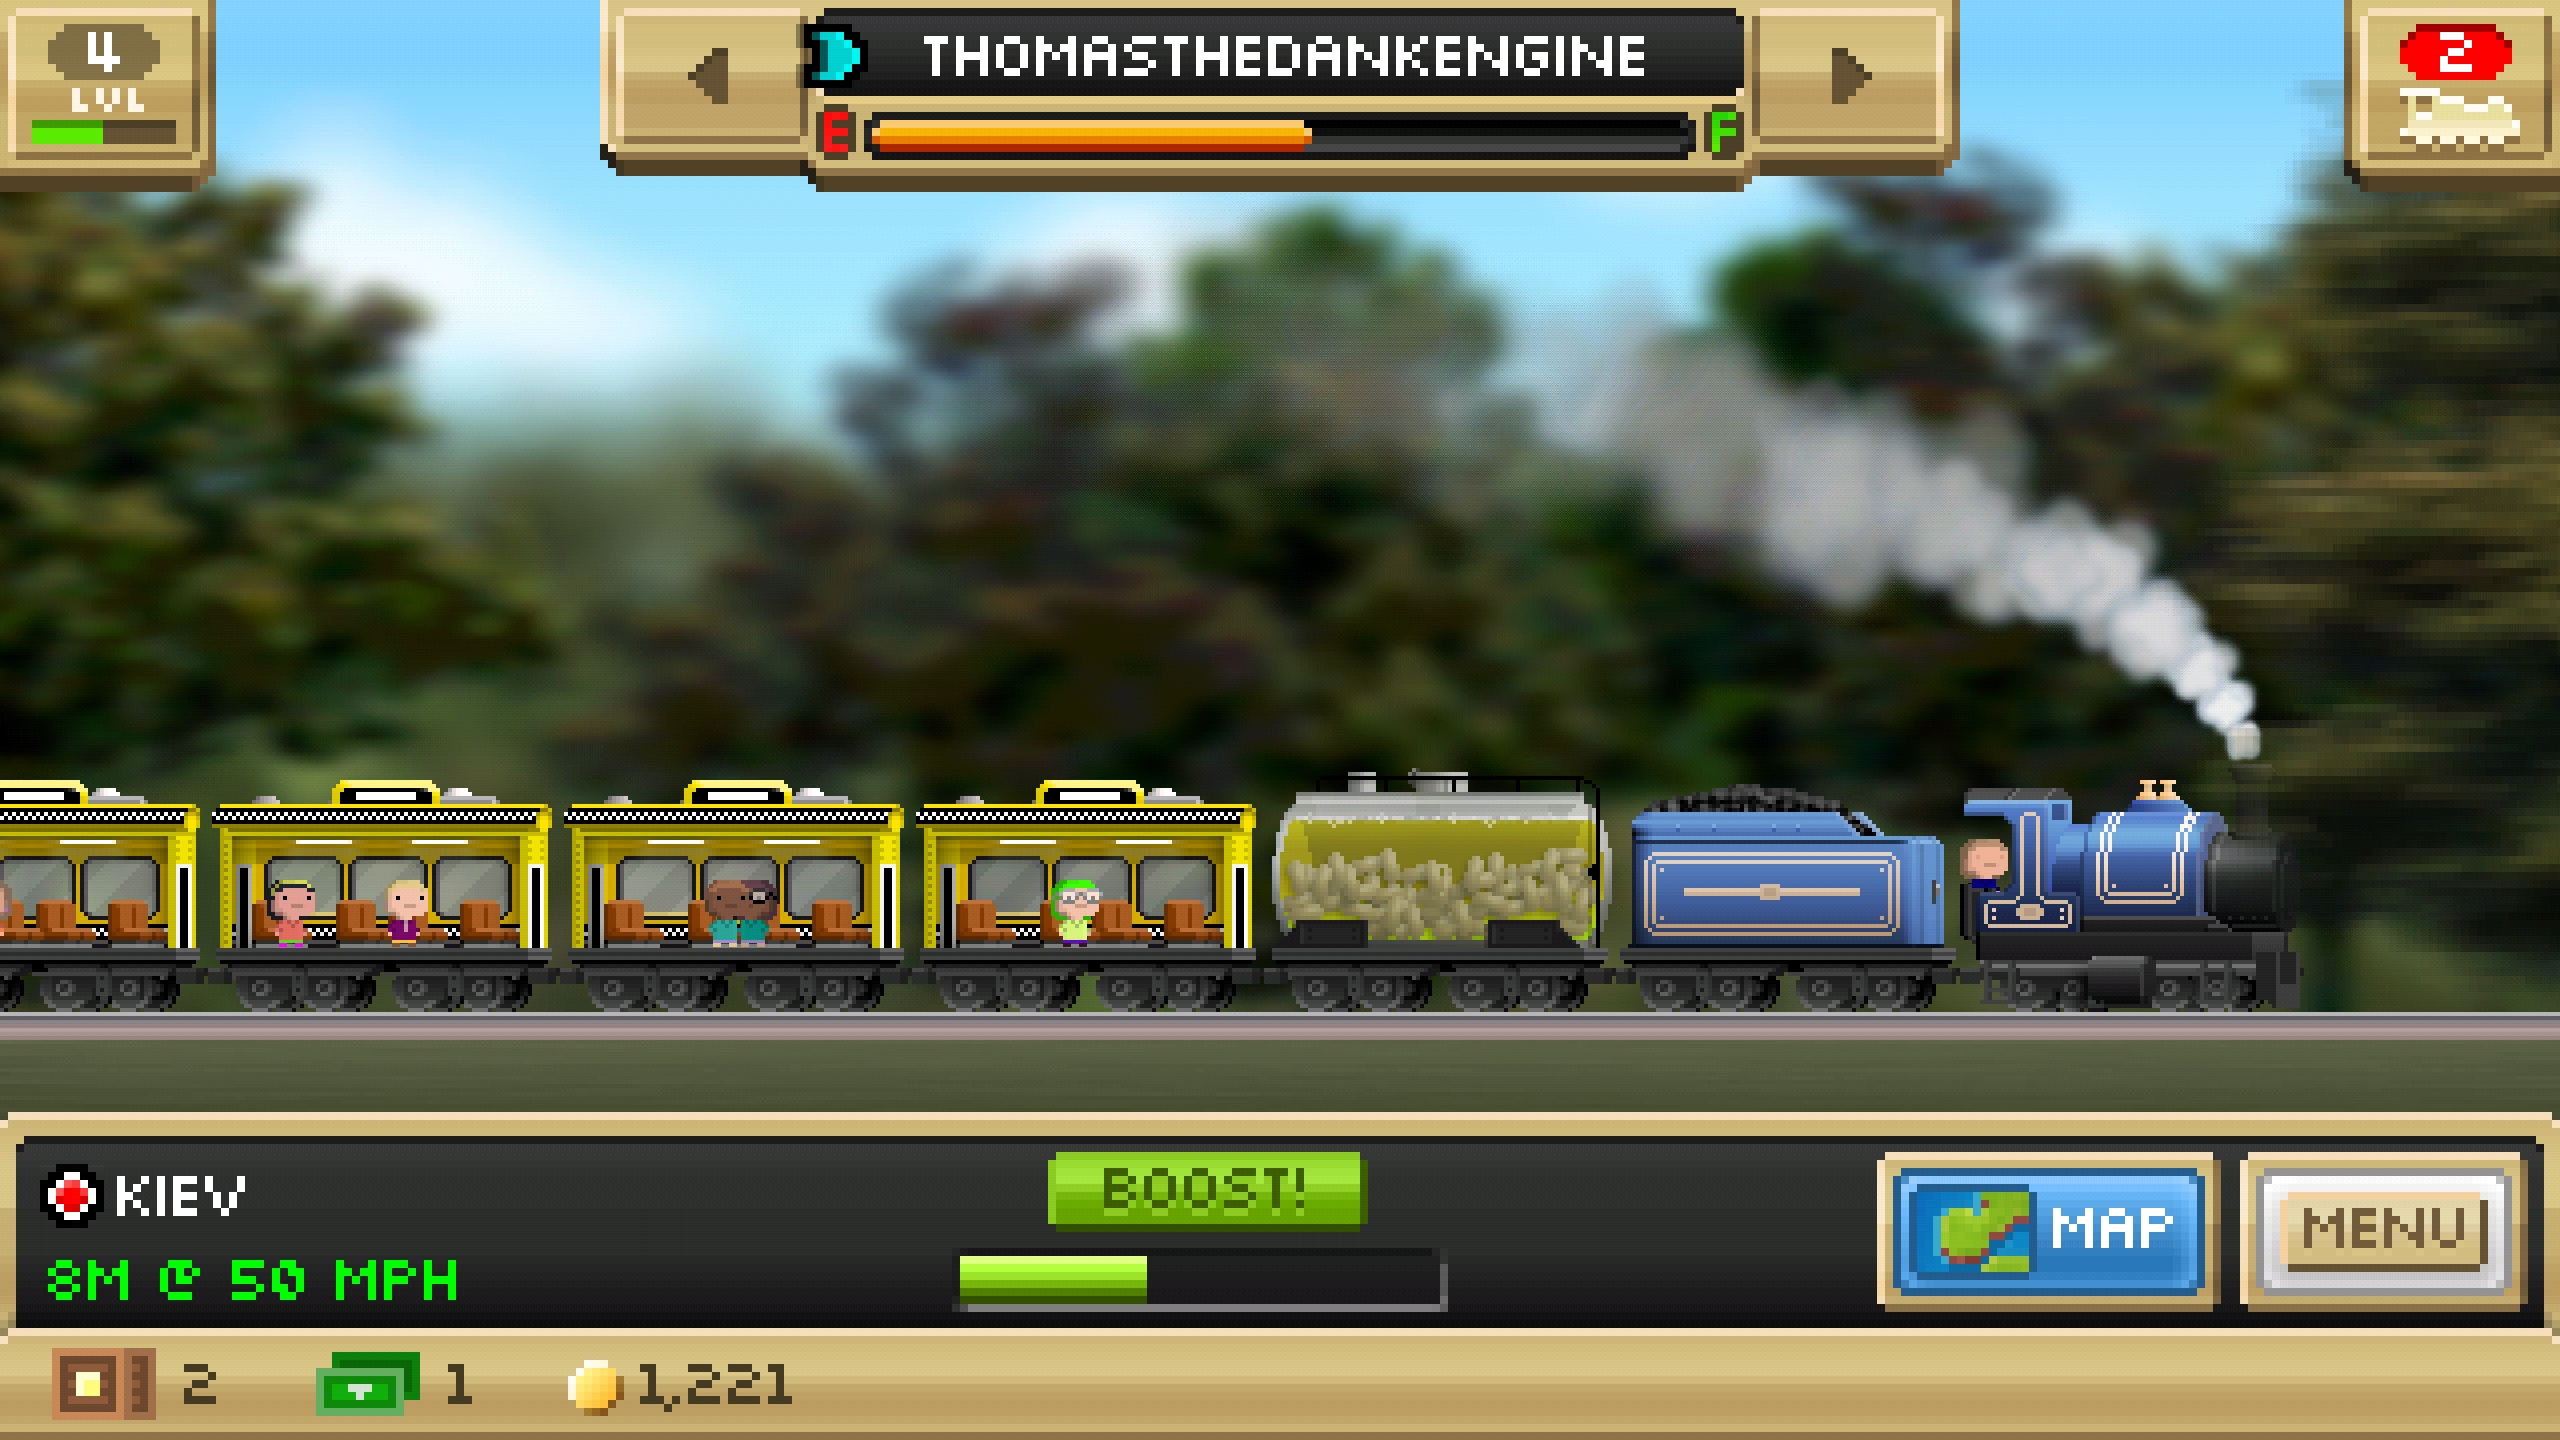 4
LVL
THOMASTHEDANKENGINE
E F
2
KIEV
8M @ 50 MPH
BOOST!
MAP
MENU
2 1 1,221